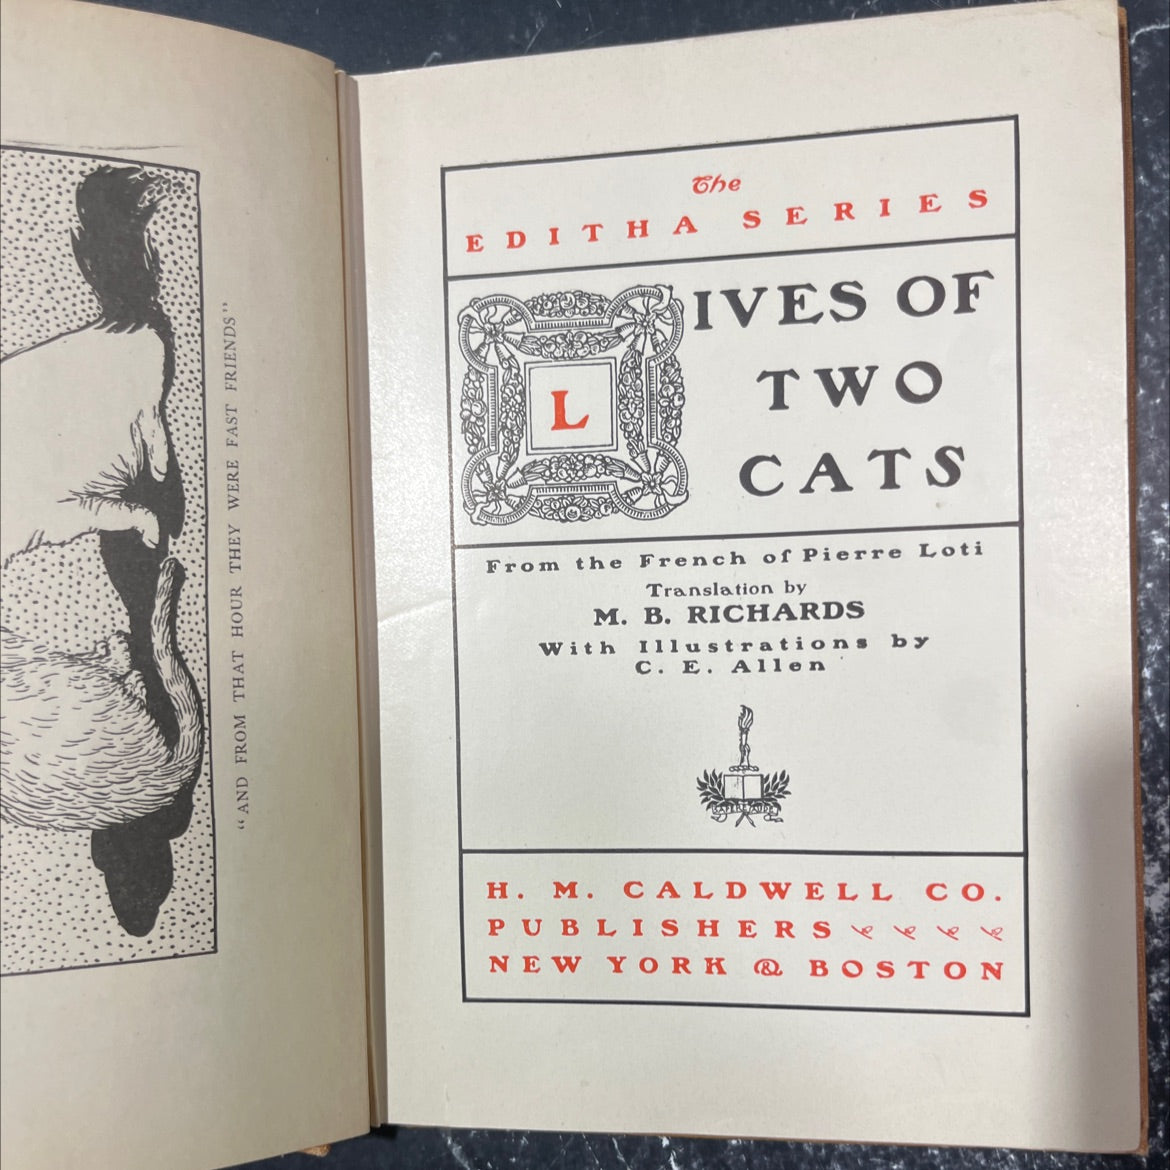 "AND FROM THAT HOUR THEY WERE FAST FRIENDS"
The
EDITHA SERIES
LIVES OF
TWO
CATS
From the French of Pierre Loti
Translation by
M. B. RICHARDS
With Illustrations by
C. E. Allen
H. M. CALDWELL CO.
PUBLISHERS
NEW YORK & BOSTON